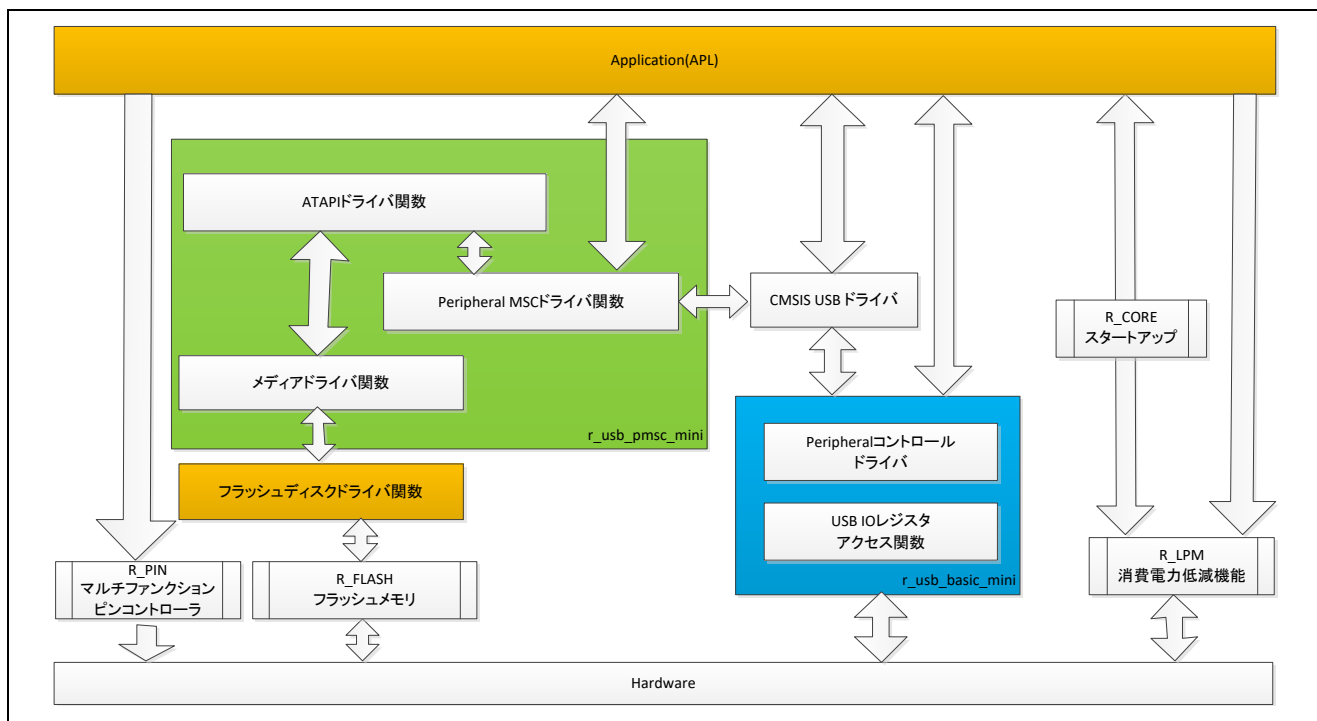 Application(APL)
ATAPIドライバ関数
Peripheral MSCドライバ関数
CMSIS USBドライバ
R_CORE
スタートアップ
メディアドライバ関数
r_usb_pmsc_mini
Peripheralコントロール
ドライバ
フラッシュディスクドライバ関数
USB IOレジスタ
アクセス関数
r_usb_basic_mini
R_PIN
マルチファンクション
ピンコントローラ
R_FLASH
フラッシュメモリ
R_LPM
消費電力低減機能
Hardware